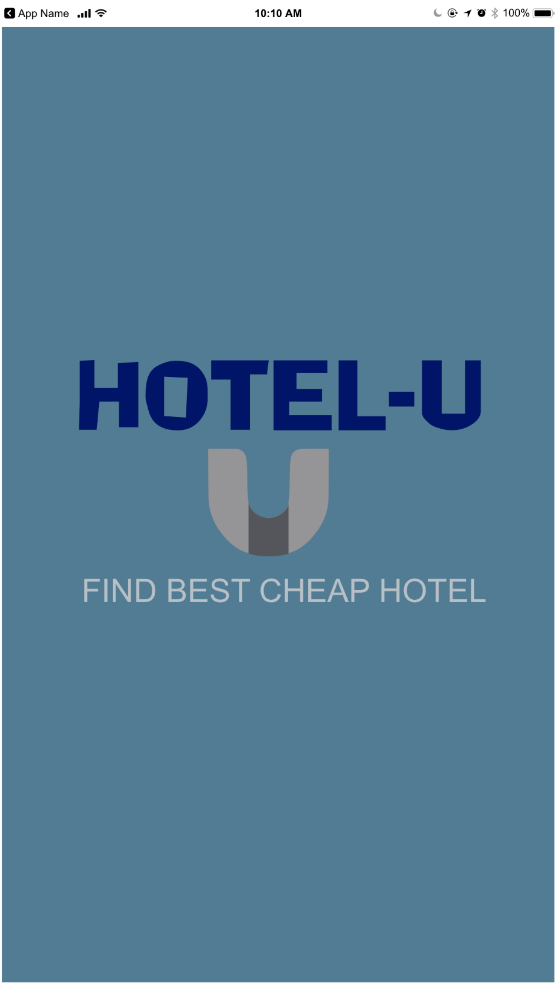 App Name 10:10 AM 100%
HOTEL-U
U
FIND BEST CHEAP HOTEL